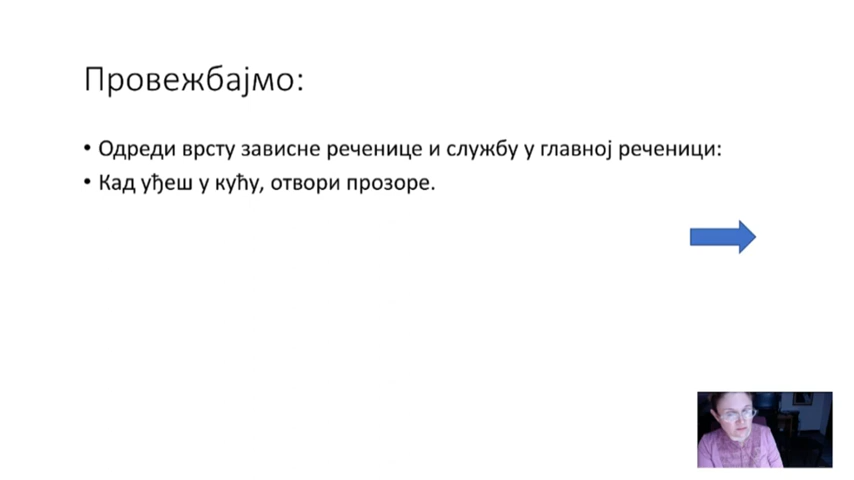 Провежбајмо:
• Одреди врсту зависне реченице и службу у главној реченици:
• Кад уђеш у кућу, отвори прозоре.